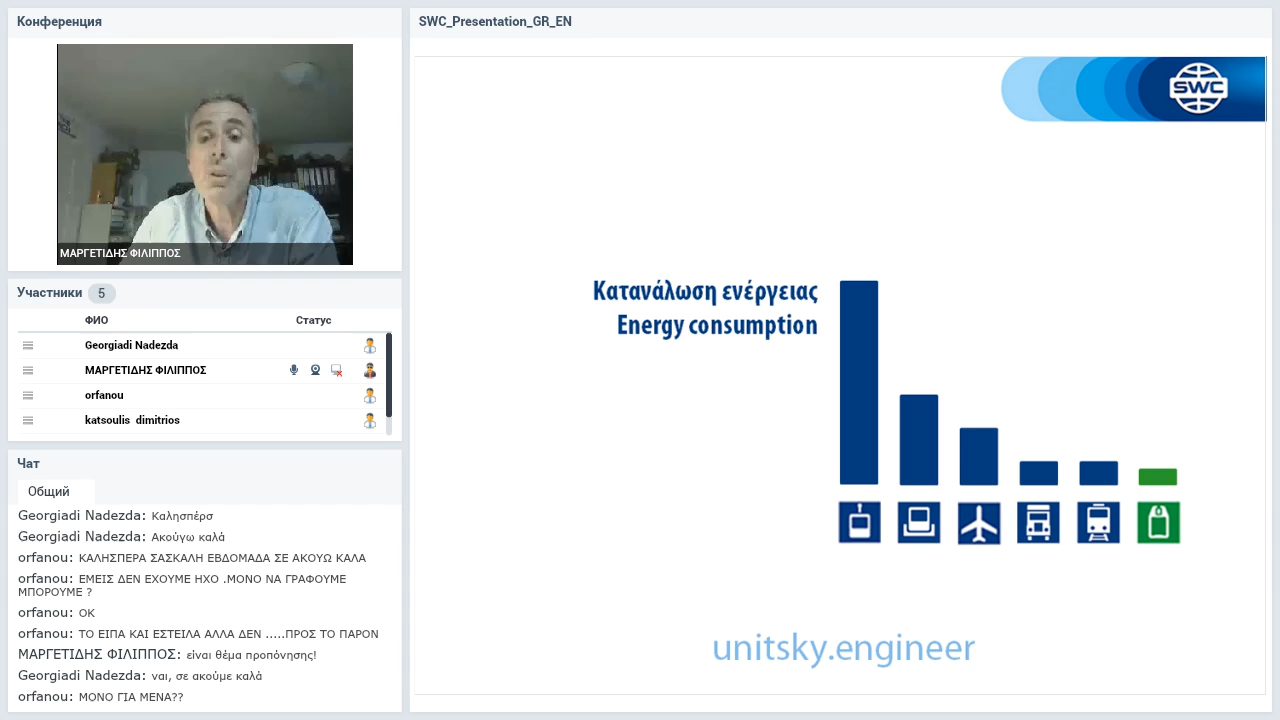 Конференция
ΜΑΡΓΕΤΙΔΗΣ ΦΙΛΙΠΠΟΣ
Участники 5
ФИО Статус
Georgiadi Nadezda
ΜΑΡΓΕΤΙΔΗΣ ΦΙΛΙΠΠΟΣ
orfanou
katsoulis dimitrios
Чат
Общий
Georgiadi Nadezda: Καλησπέρσ
Georgiadi Nadezda: Ακούγω καλά
orfanou: ΚΑΛΗΣΠΕΡΑ ΣΑΣΚΑΛΗ ΕΒΔΟΜΑΔΑ ΣΕ ΑΚΟΥΩ ΚΑΛΑ
orfanou: ΕΜΕΙΣ ΔΕΝ ΕΧΟΥΜΕ ΗΧΟ .ΜΟΝΟ ΝΑ ΓΡΑΦΟΥΜΕ
ΜΠΟΡΟΥΜΕ ?
orfanou: ΟΚ
orfanou: ΤΟ ΕΙΠΑ ΚΑΙ ΕΣΤΕΙΛΑ ΑΛΛΑ ΔΕΝ .....ΠΡΟΣ ΤΟ ΠΑΡΟΝ
ΜΑΡΓΕΤΙΔΗΣ ΦΙΛΙΠΠΟΣ: είναι θέμα προπόνησης!
Georgiadi Nadezda: ναι, σε ακούμε καλά
orfanou: ΜΟΝΟ ΓΙΑ ΜΕΝΑ??
SWC_Presentation_GR_EN
SWC
Κατανάλωση ενέργειας
Energy consumption
unitsky.engineer